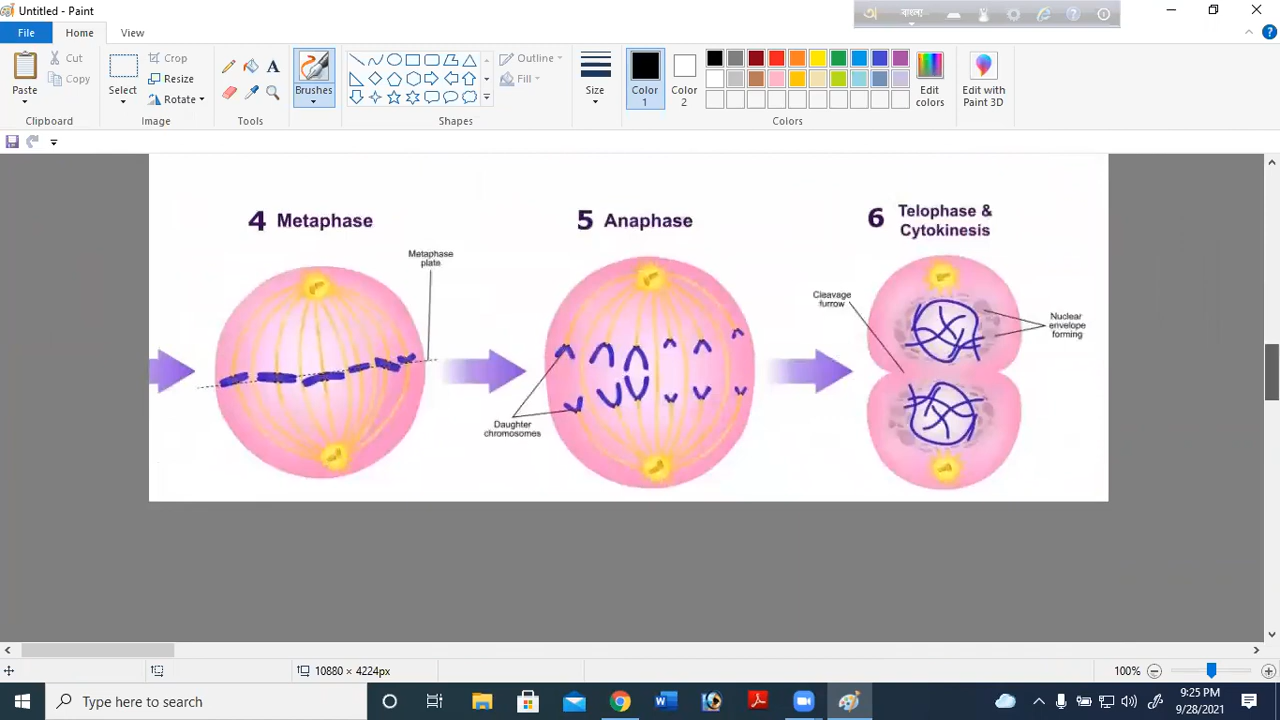 Untitled - Paint
বাংলা
File
Home
View
Paste
Cut
Copy
Clipboard
Select
Crop
Resize
Rotate
Image
A
Tools
Brushes
Outline
Fill
Shapes
Size
Color 1
Color 2
Edit colors
Colors
Edit with Paint 3D
4 Metaphase
Metaphase
plate
5 Anaphase
Daughter
chromosomes
6 Telophase &
Cytokinesis
Cleavage
furrow
Nuclear
envelope
forming
10880 × 4224px
100%
Type here to search
9:25 PM
9/28/2021